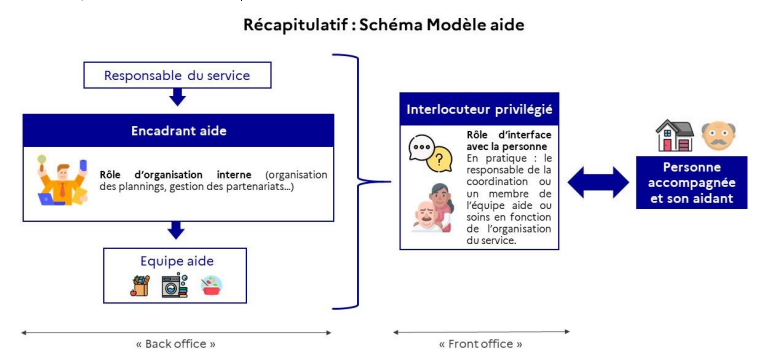 Récapitulatif : Schéma Modèle aide
Responsable du service
Encadrant aide
Rôle d’organisation interne (organisation
des plannings, gestion des partenariats…)
Equipe aide
« Back office »
Interlocuteur privilégié
Rôle d’interface
avec la personne
En pratique : le
responsable de la
coordination ou
un membre de
l’équipe aide ou
soins en fonction
de l’organisation
du service.
« Front office »
Personne
accompagnée
et son aidant